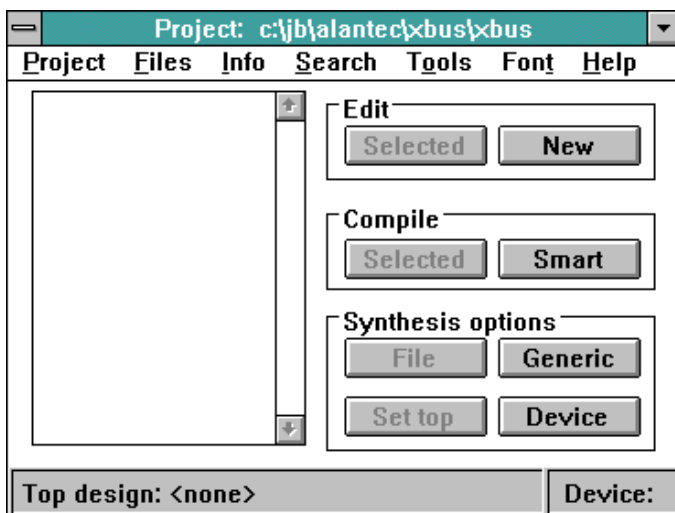 Project: c:\jb\alantec\xbus\xbus
Project Files Info Search Tools Font Help
Edit
Selected New
Compile
Selected Smart
Synthesis options
File Generic
Set top Device
Top design: <none> Device: